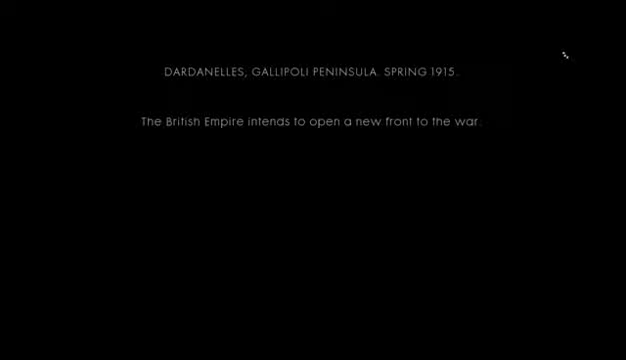 DARDANELLES, GALLIPOLI PENINSULA. SPRING 1915.
The British Empire intends to open a new front to the war.